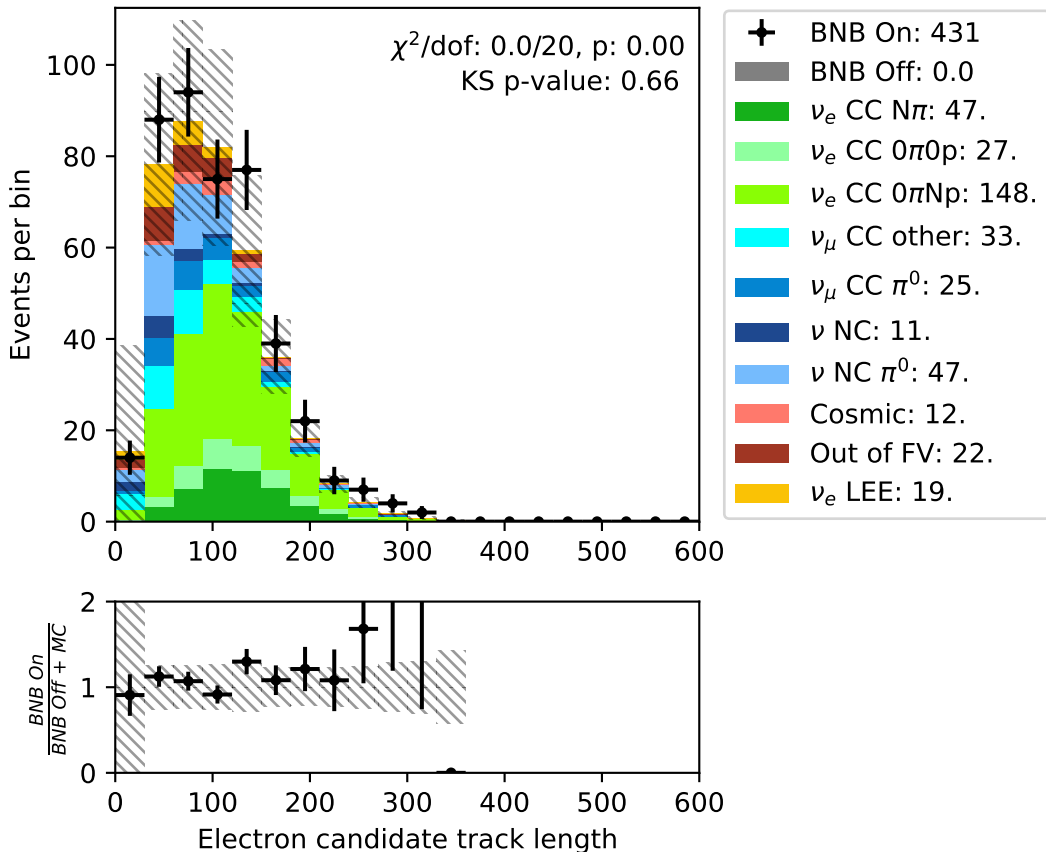 χ²/dof: 0.0/20, p: 0.00
KS p-value: 0.66
Events per bin
100
80
60
40
20
0
0 100 200 300 400 500 600
BNB On: 431
BNB Off: 0.0
νₑ CC Nπ: 47.
νₑ CC 0π0p: 27.
νₑ CC 0πNp: 148.
ν_μ CC other: 33.
ν_μ CC π⁰: 25.
ν NC: 11.
ν NC π⁰: 47.
Cosmic: 12.
Out of FV: 22.
νₑ LEE: 19.
BNB On
BNB Off + MC
2
1
0
0 100 200 300 400 500 600
Electron candidate track length